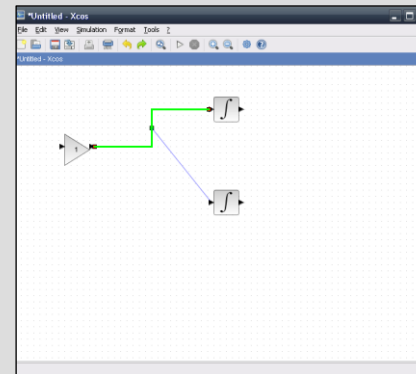 *Untitled - Xcos
File Edit View Simulation Format Tools ?
*Untitled - Xcos
1
∫
∫